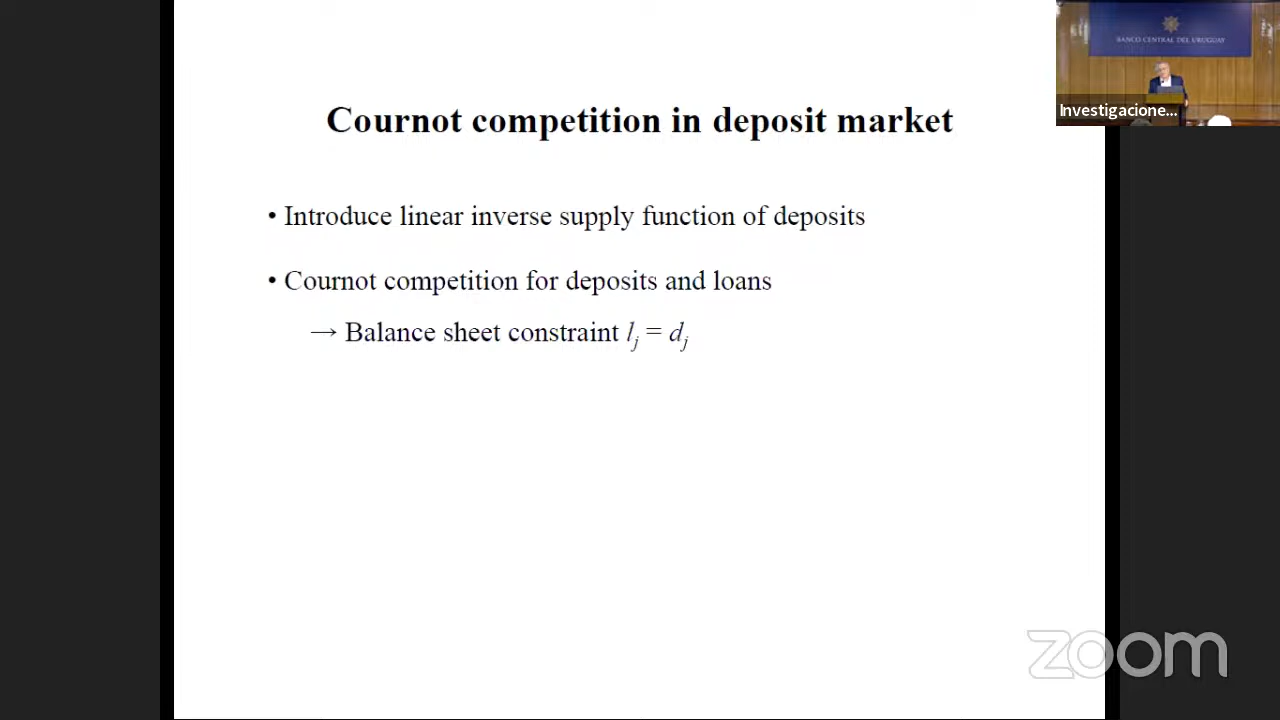 Cournot competition in deposit market
• Introduce linear inverse supply function of deposits
• Cournot competition for deposits and loans
→ Balance sheet constraint lj = dj
BANCO CENTRAL DEL URUGUAY
Investigacione...
zoom